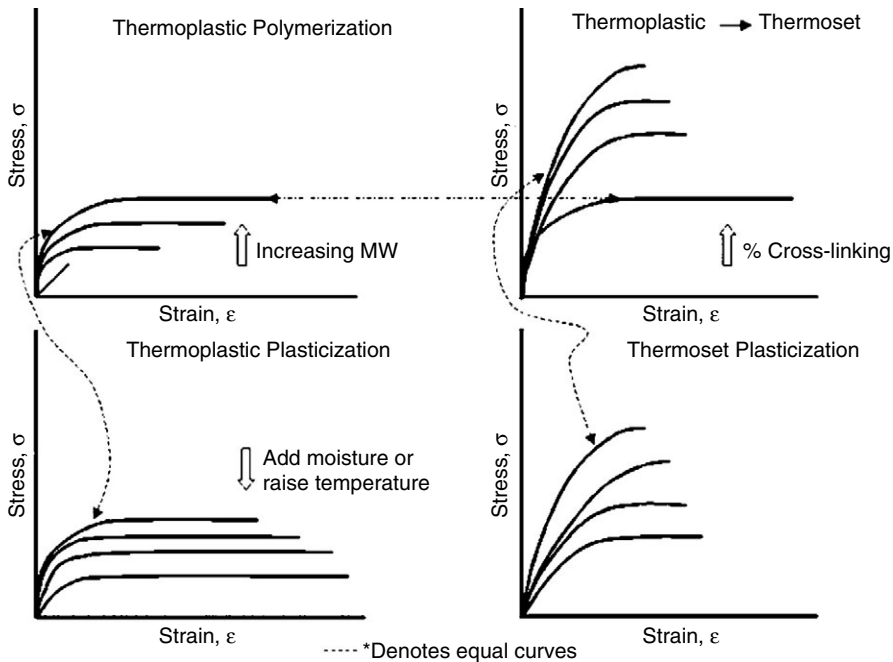 Thermoplastic Polymerization
Stress, σ
Increasing MW
Strain, ε
Thermoplastic → Thermoset
Stress, σ
% Cross-linking
Strain, ε
Thermoplastic Plasticization
Stress, σ
Add moisture or
raise temperature
Strain, ε
Thermoset Plasticization
Stress, σ
Strain, ε
*Denotes equal curves